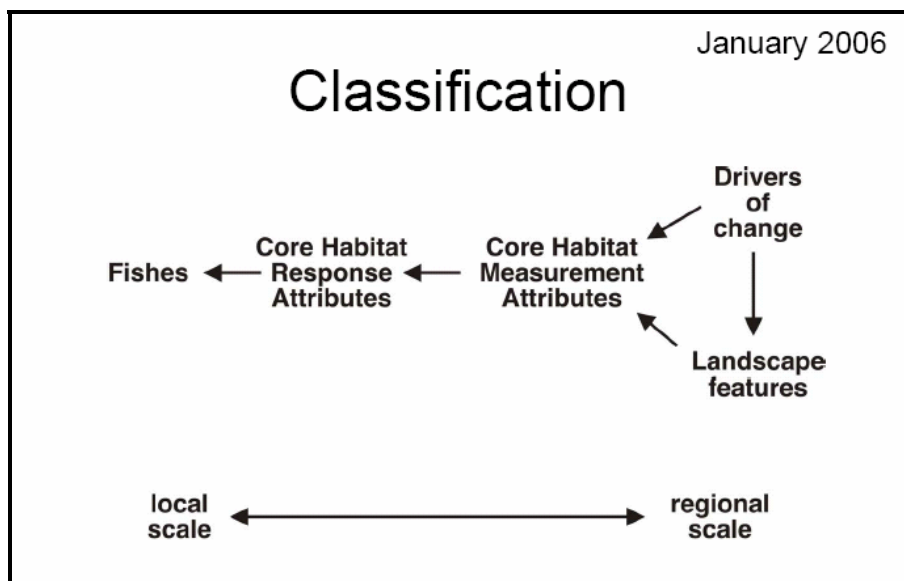 January 2006
Classification
Drivers
of
change
Fishes
Core Habitat
Response
Attributes
Core Habitat
Measurement
Attributes
Landscape
features
local
scale
regional
scale